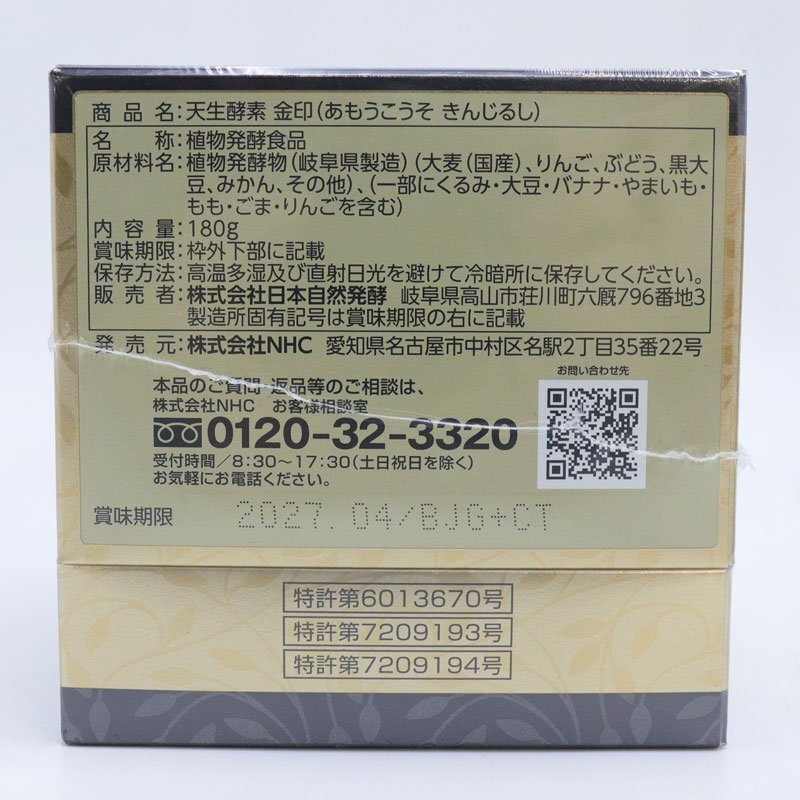 商品名：天生酵素 金印（あもうこうそ きんじるし）
名称：植物発酵食品
原材料名：植物発酵物（岐阜県製造）（大麦（国産）、りんご、ぶどう、黒大
豆、みかん、その他）、（一部にくるみ・大豆・バナナ・やまいも・
もも・ごま・りんごを含む）
内容量：180g
賞味期限：枠外下部に記載
保存方法：高温多湿及び直射日光を避けて冷暗所に保存してください。
販売者：株式会社日本自然発酵 岐阜県高山市荘川町六厩796番地3
製造所固有記号は賞味期限の右に記載
発売元：株式会社NHC 愛知県名古屋市中村区名駅2丁目35番22号
本品のご質問・返品等のご相談は、
株式会社NHC お客様相談室
0120-32-3320
受付時間／8:30～17:30（土日祝日を除く）
お気軽にお電話ください。
お問い合わせ先
賞味期限 2027.04/BJG+CT
特許第6013670号
特許第7209193号
特許第7209194号